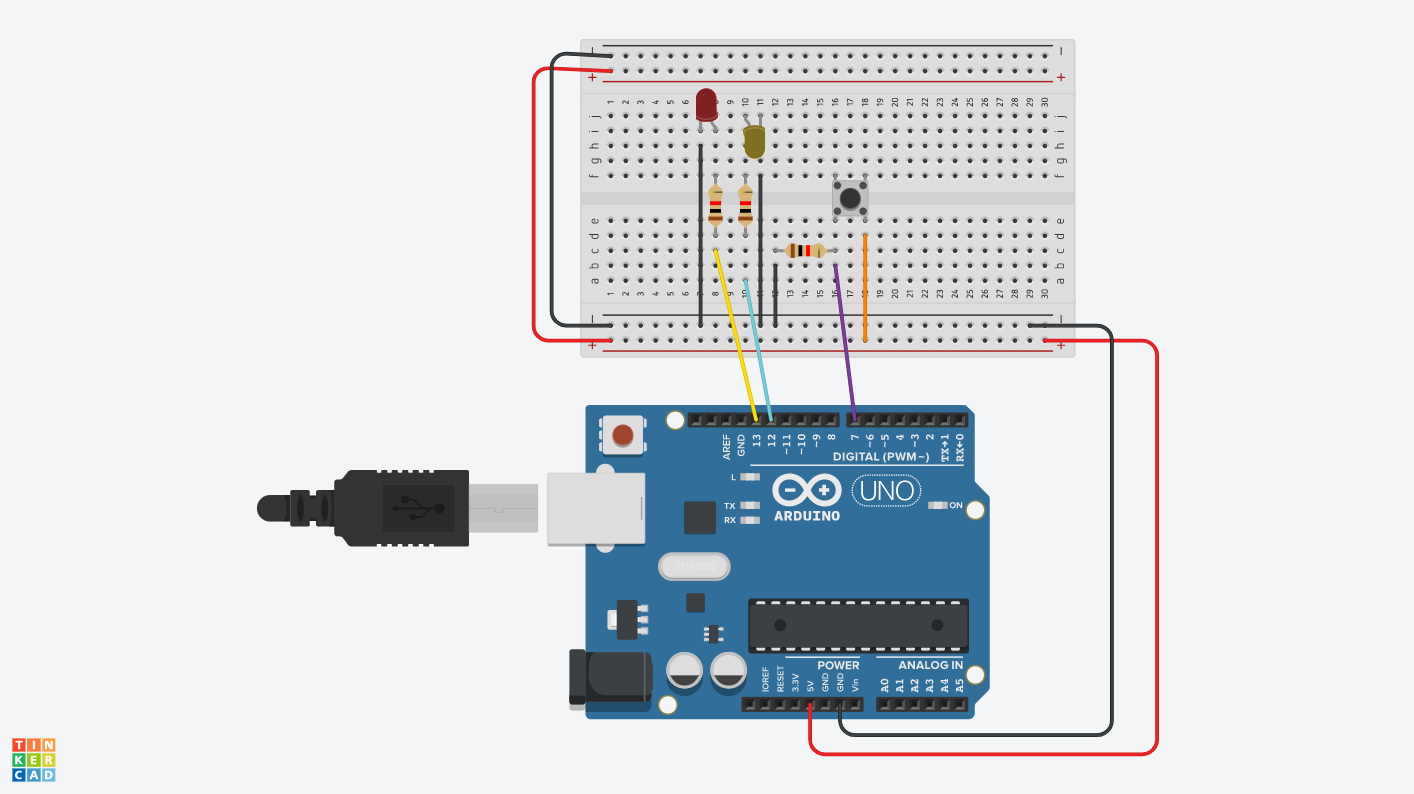 1 2 3 4 5 6 7 8 9 10 11 12 13 14 15 16 17 18 19 20 21 22 23 24 25 26 27 28 29 30
j j
i i
h h
g g
f f
e e
d d
c c
b b
a a
1 2 3 4 5 6 7 8 9 10 11 12 13 14 15 16 17 18 19 20 21 22 23 24 25 26 27 28 29 30
AREF GND 13 12 ~11 ~10 ~9 8 7 ~6 ~5 4 ~3 2 TX→1 RX←0
DIGITAL (PWM~)
L
TX
RX
UNO
ON
ARDUINO
POWER ANALOG IN
IOREF RESET 3.3V 5V GND GND Vin A0 A1 A2 A3 A4 A5
TIN
KER
CAD